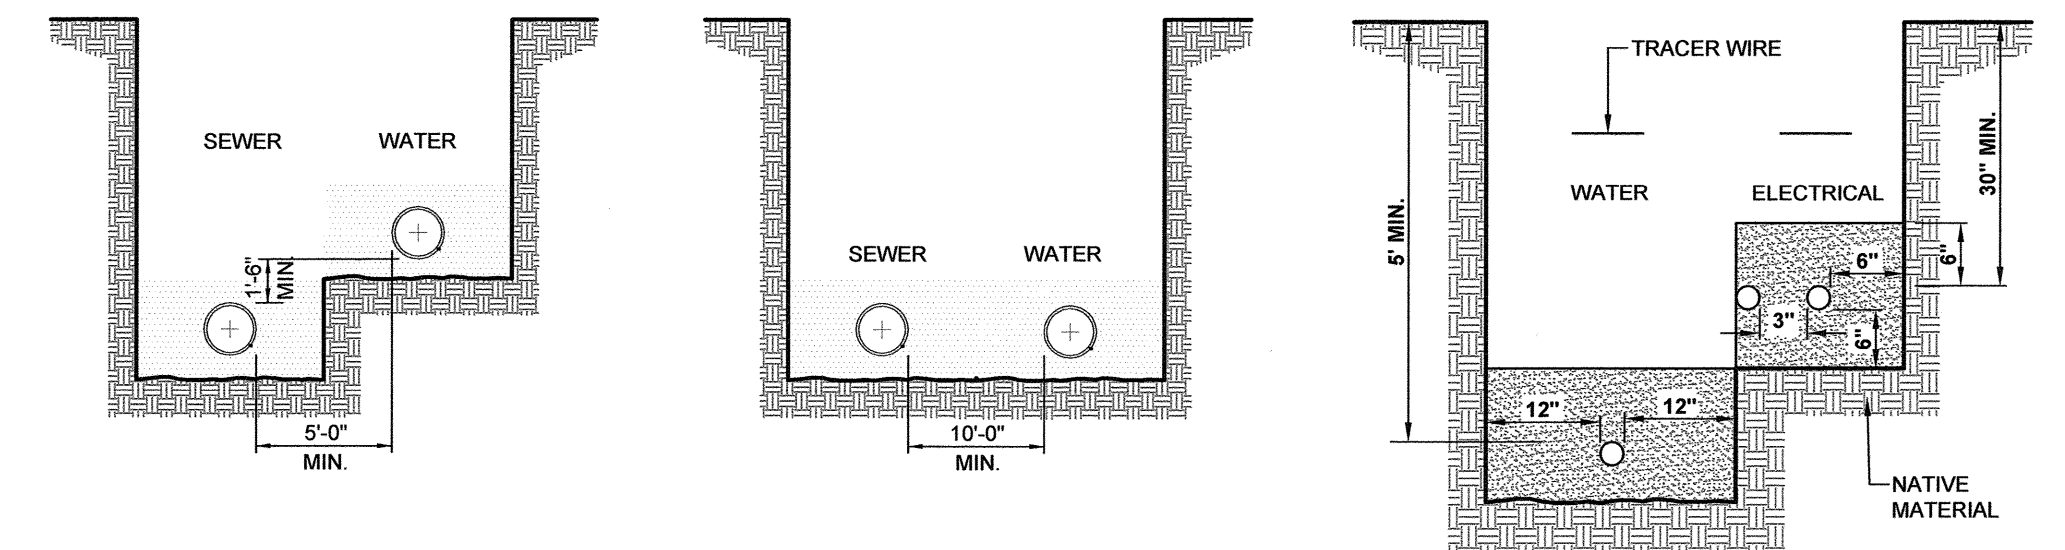 SEWER
WATER
1'-6"
MIN.
5'-0"
MIN.
SEWER
WATER
10'-0"
MIN.
TRACER WIRE
WATER
ELECTRICAL
5' MIN.
30" MIN.
6"
6"
3"
6"
12"
12"
NATIVE
MATERIAL